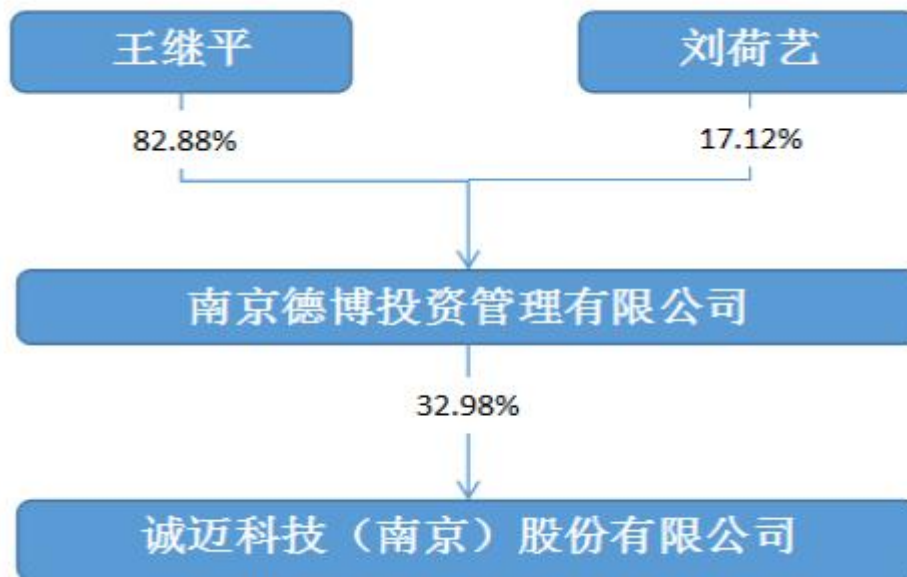 王继平
刘荷艺
82.88%
17.12%
南京德博投资管理有限公司
32.98%
诚迈科技（南京）股份有限公司